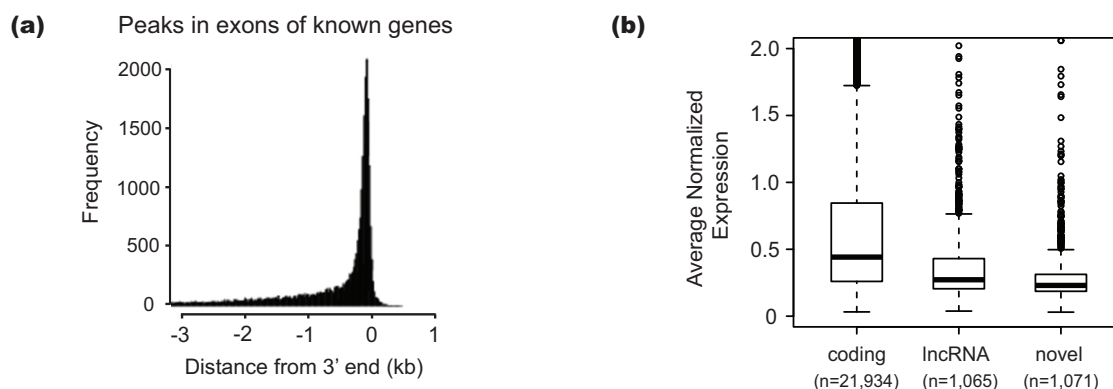 (a)
Peaks in exons of known genes
Frequency
2000
1500
1000
500
0
-3 -2 -1 0 1
Distance from 3' end (kb)
(b)
Average Normalized
Expression
2.0
1.5
1.0
0.5
0
coding lncRNA novel
(n=21,934) (n=1,065) (n=1,071)